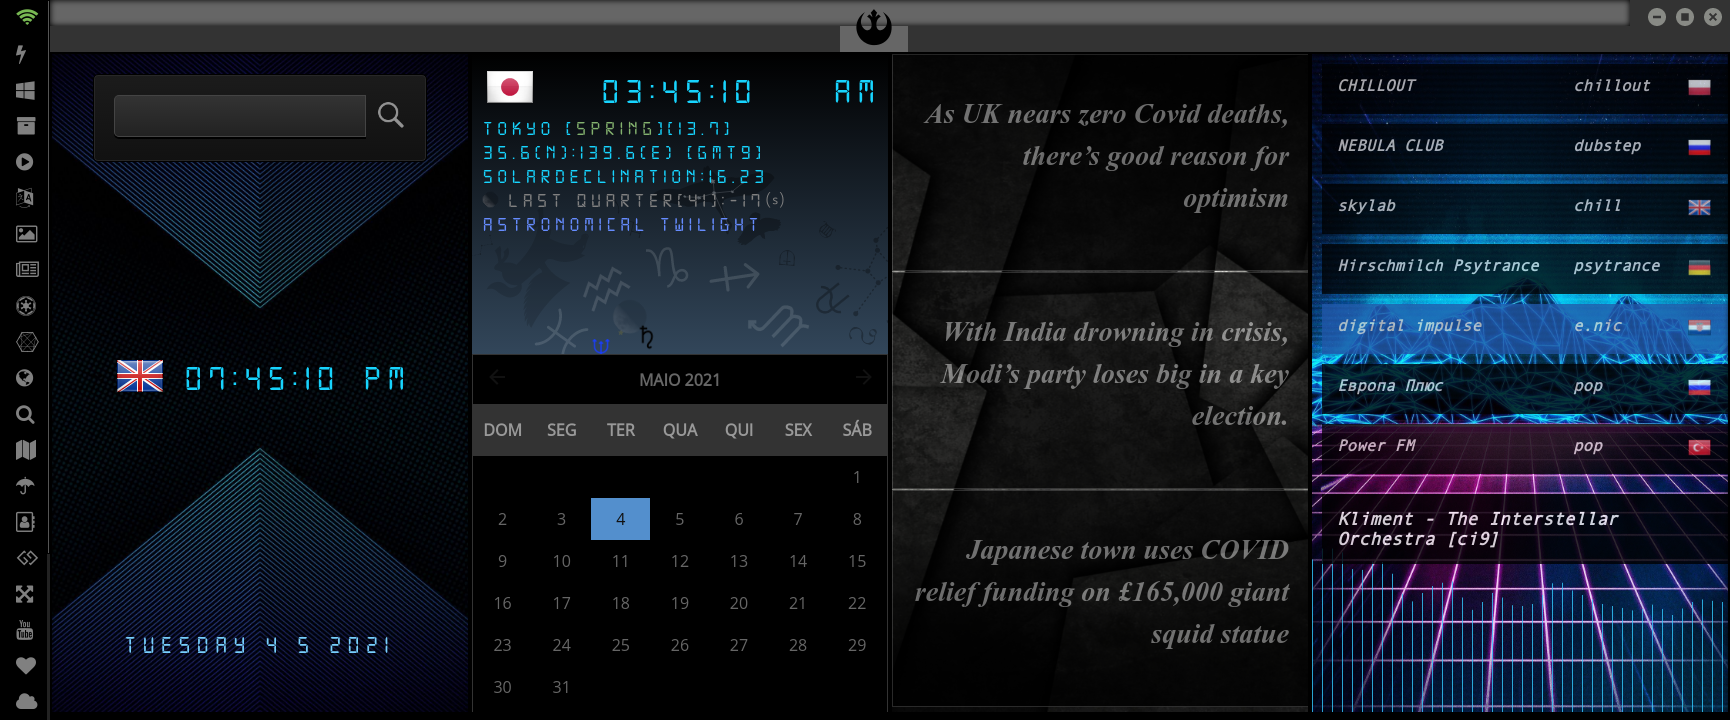 07:45:10 PM
TUESDAY 4 5 2021
03:45:10 AM
TOKYO [SPRING][13.7]
35.6(N):139.6(E) [GMT9]
SOLARDECLINATION:16.23
LAST QUARTER(41):-17(s)
ASTRONOMICAL TWILIGHT
MAIO 2021
DOM SEG TER QUA QUI SEX SÁB
1
2 3 4 5 6 7 8
9 10 11 12 13 14 15
16 17 18 19 20 21 22
23 24 25 26 27 28 29
30 31
As UK nears zero Covid deaths,
there’s good reason for
optimism
With India drowning in crisis,
Modi’s party loses big in a key
election.
Japanese town uses COVID
relief funding on £165,000 giant
squid statue
CHILLOUT chillout
NEBULA CLUB dubstep
skylab chill
Hirschmilch Psytrance psytrance
digital impulse e.nic
Европа Плюс pop
Power FM pop
Kliment - The Interstellar
Orchestra [ci9]
You
Tube